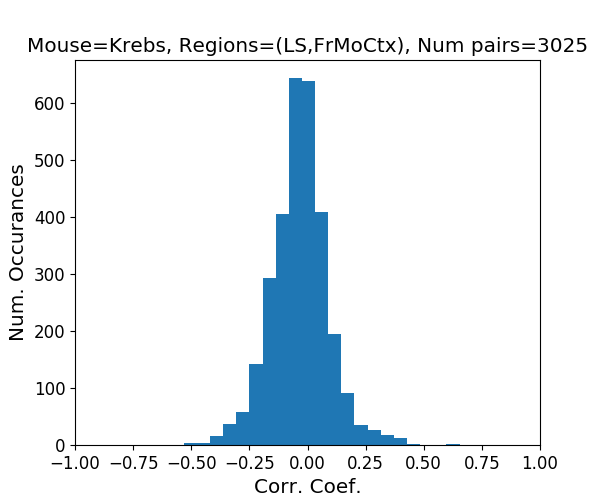 Mouse=Krebs, Regions=(LS,FrMoCtx), Num pairs=3025
600
500
400
300
200
100
0
Num. Occurances
−1.00 −0.75 −0.50 −0.25 0.00 0.25 0.50 0.75 1.00
Corr. Coef.